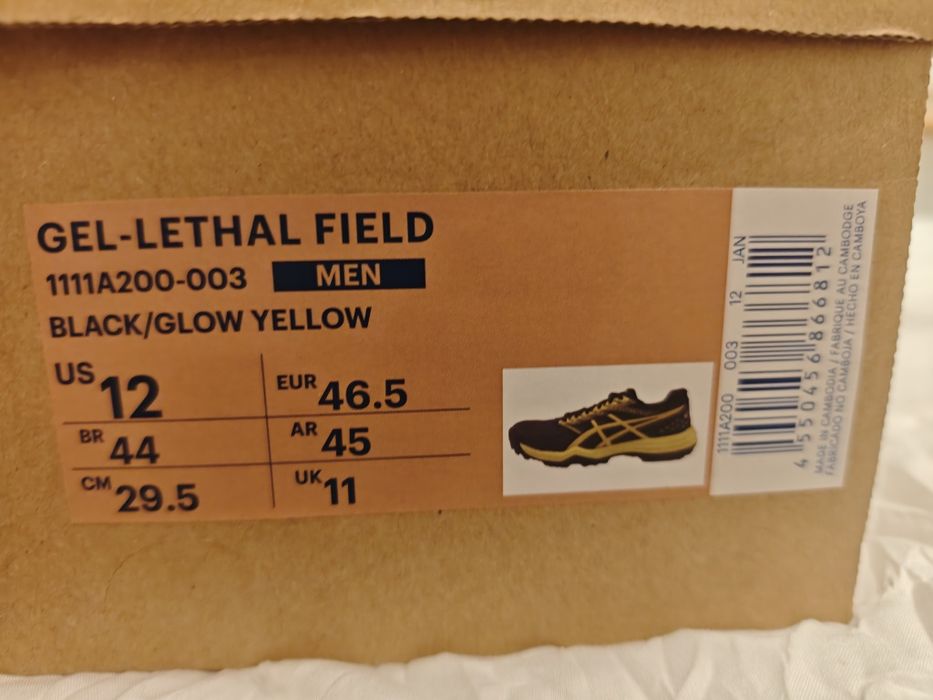 GEL-LETHAL FIELD
1111A200-003 MEN
BLACK/GLOW YELLOW
US 12 EUR 46.5
BR 44 AR 45
CM 29.5 UK 11
1111A200 003 12 JAN
4 550456 866812
MADE IN CAMBODIA / FABRIQUE AU CAMBODGE
FABRICADO NO CAMBOJA / HECHO EN CAMBOYA